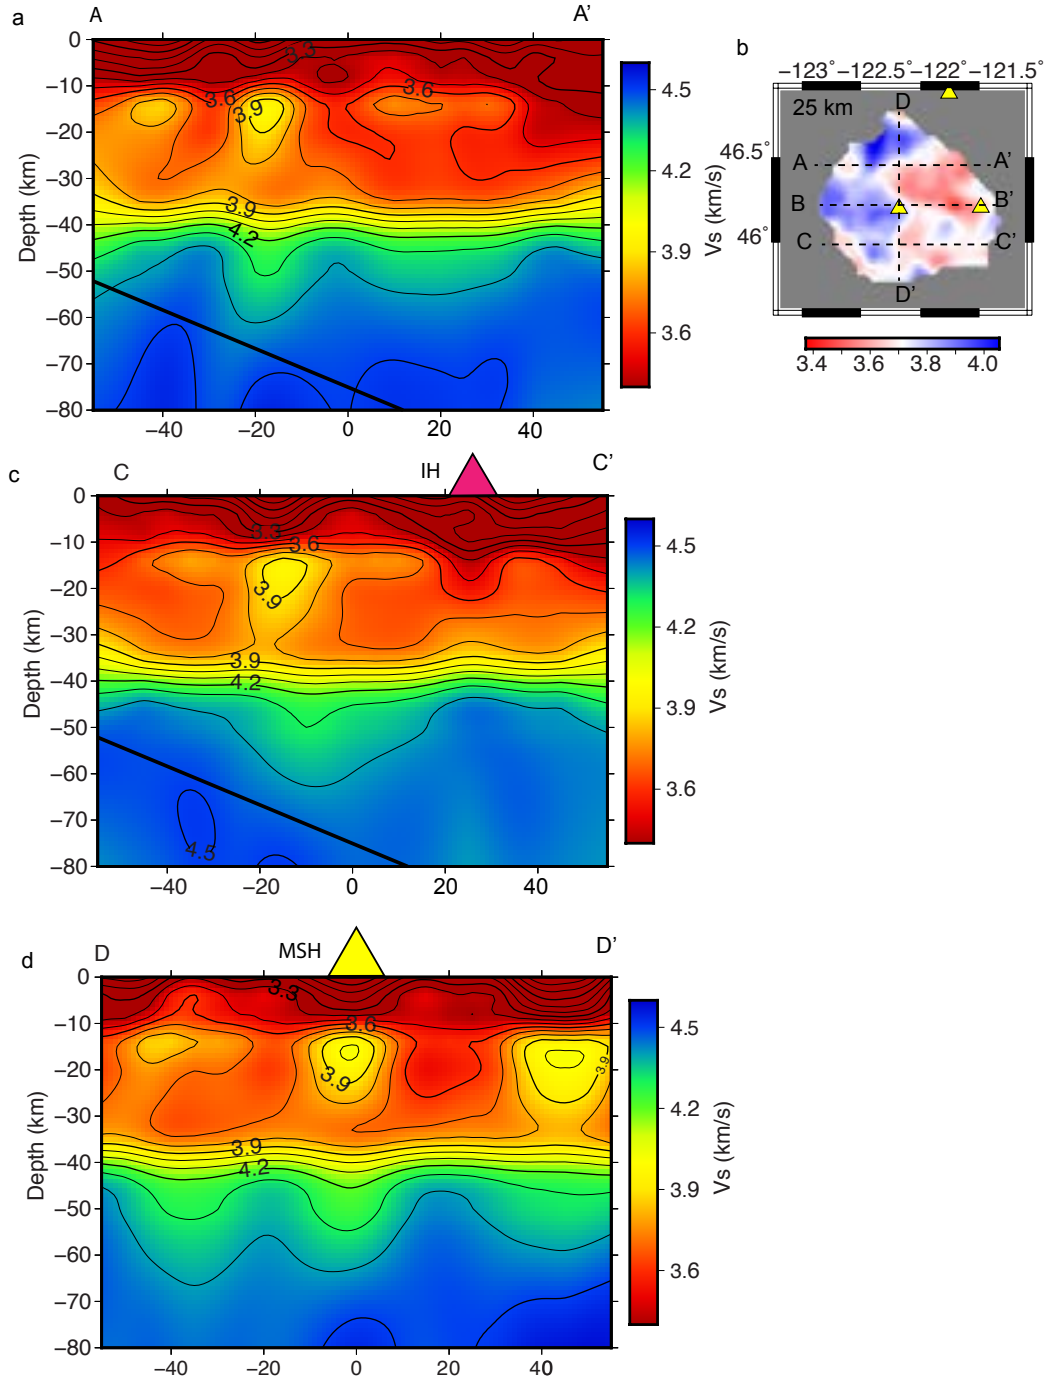 a
A
A’
0
−10
−20
−30
−40
−50
−60
−70
−80
Depth (km)
3.3
3.6
3.6
3.9
3.9
4.2
−40
−20
0
20
40
4.5
4.2
3.9
3.6
Vs (km/s)
b
−123˚ −122.5˚ −122˚ −121.5˚
25 km
D
46.5˚
A
A’
B
B’
46˚
C
C’
D’
3.4 3.6 3.8 4.0
c
C
IH
C’
0
−10
−20
−30
−40
−50
−60
−70
−80
Depth (km)
3.3
3.6
3.9
3.9
4.2
4.5
−40
−20
0
20
40
4.5
4.2
3.9
3.6
Vs (km/s)
d
D
MSH
D’
0
−10
−20
−30
−40
−50
−60
−70
−80
Depth (km)
3.3
3.6
3.9
3.9
3.9
4.2
−40
−20
0
20
40
4.5
4.2
3.9
3.6
Vs (km/s)